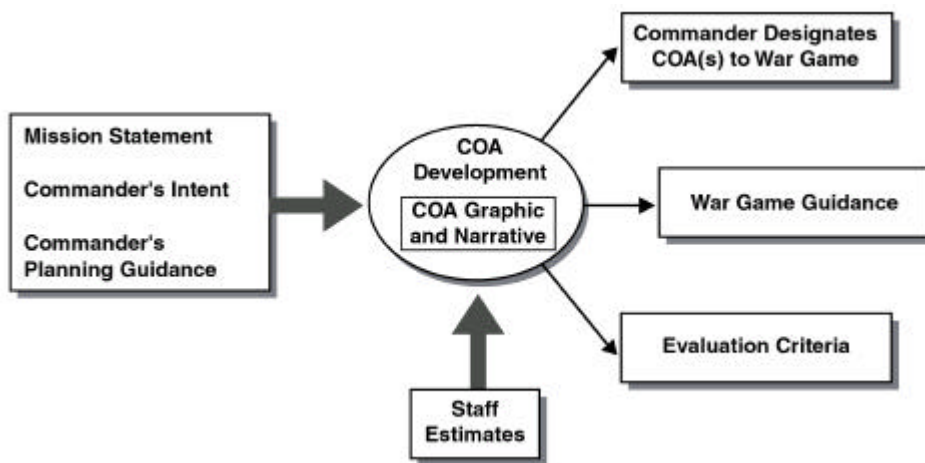 Mission Statement
Commander's Intent
Commander's
Planning Guidance
COA
Development
COA Graphic
and Narrative
Staff
Estimates
Commander Designates
COA(s) to War Game
War Game Guidance
Evaluation Criteria